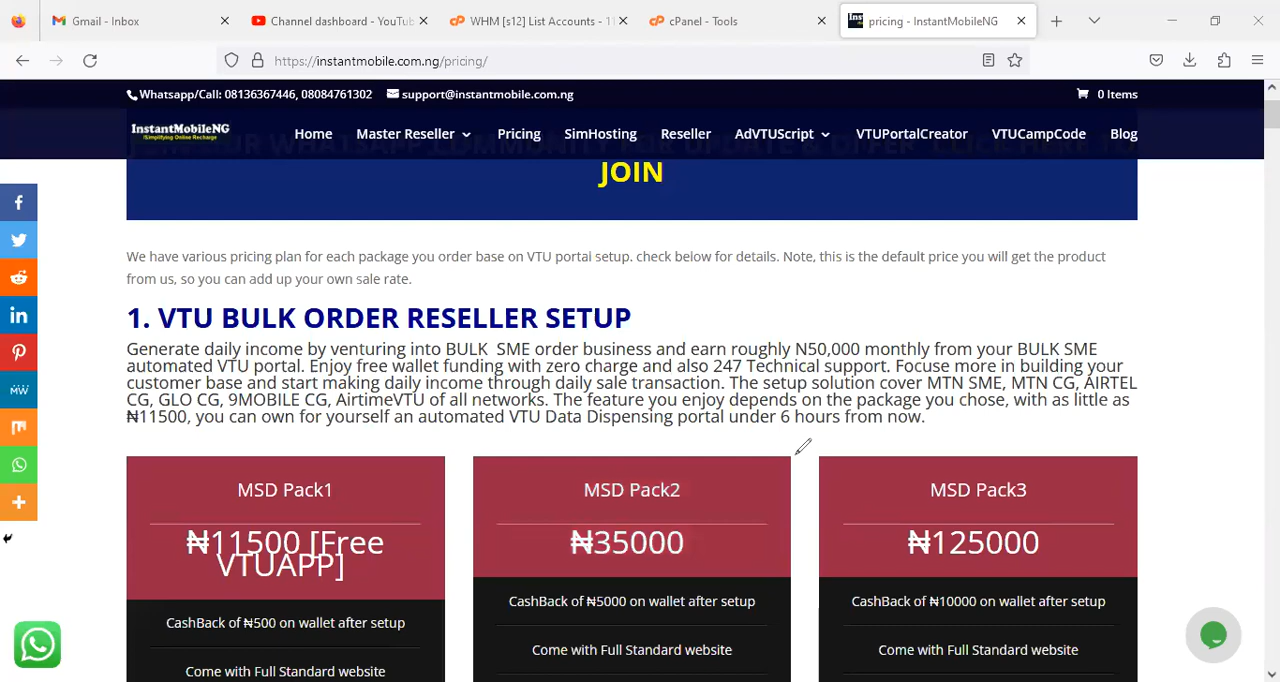 Gmail - Inbox
Channel dashboard - YouTub
WHM [s12] List Accounts - 11
cPanel - Tools
pricing - InstantMobileNG
https://instantmobile.com.ng/pricing/
Whatsapp/Call: 08136367446, 08084761302
support@instantmobile.com.ng
0 Items
InstantMobileNG
!Simplifying Online Recharge
Home
Master Reseller
Pricing
SimHosting
Reseller
AdVTUScript
VTUPortalCreator
VTUCampCode
Blog
JOIN
We have various pricing plan for each package you order base on VTU portal setup. check below for details. Note, this is the default price you will get the product
from us, so you can add up your own sale rate.
1. VTU BULK ORDER RESELLER SETUP
Generate daily income by venturing into BULK SME order business and earn roughly N50,000 monthly from your BULK SME
automated VTU portal. Enjoy free wallet funding with zero charge and also 247 Technical support. Focuse more in building your
customer base and start making daily income through daily sale transaction. The setup solution cover MTN SME, MTN CG, AIRTEL
CG, GLO CG, 9MOBILE CG, AirtimeVTU of all networks. The feature you enjoy depends on the package you chose, with as little as
₦11500, you can own for yourself an automated VTU Data Dispensing portal under 6 hours from now.
MSD Pack1
₦11500 [Free
VTUAPP]
CashBack of ₦500 on wallet after setup
Come with Full Standard website
MSD Pack2
₦35000
CashBack of ₦5000 on wallet after setup
Come with Full Standard website
MSD Pack3
₦125000
CashBack of ₦10000 on wallet after setup
Come with Full Standard website